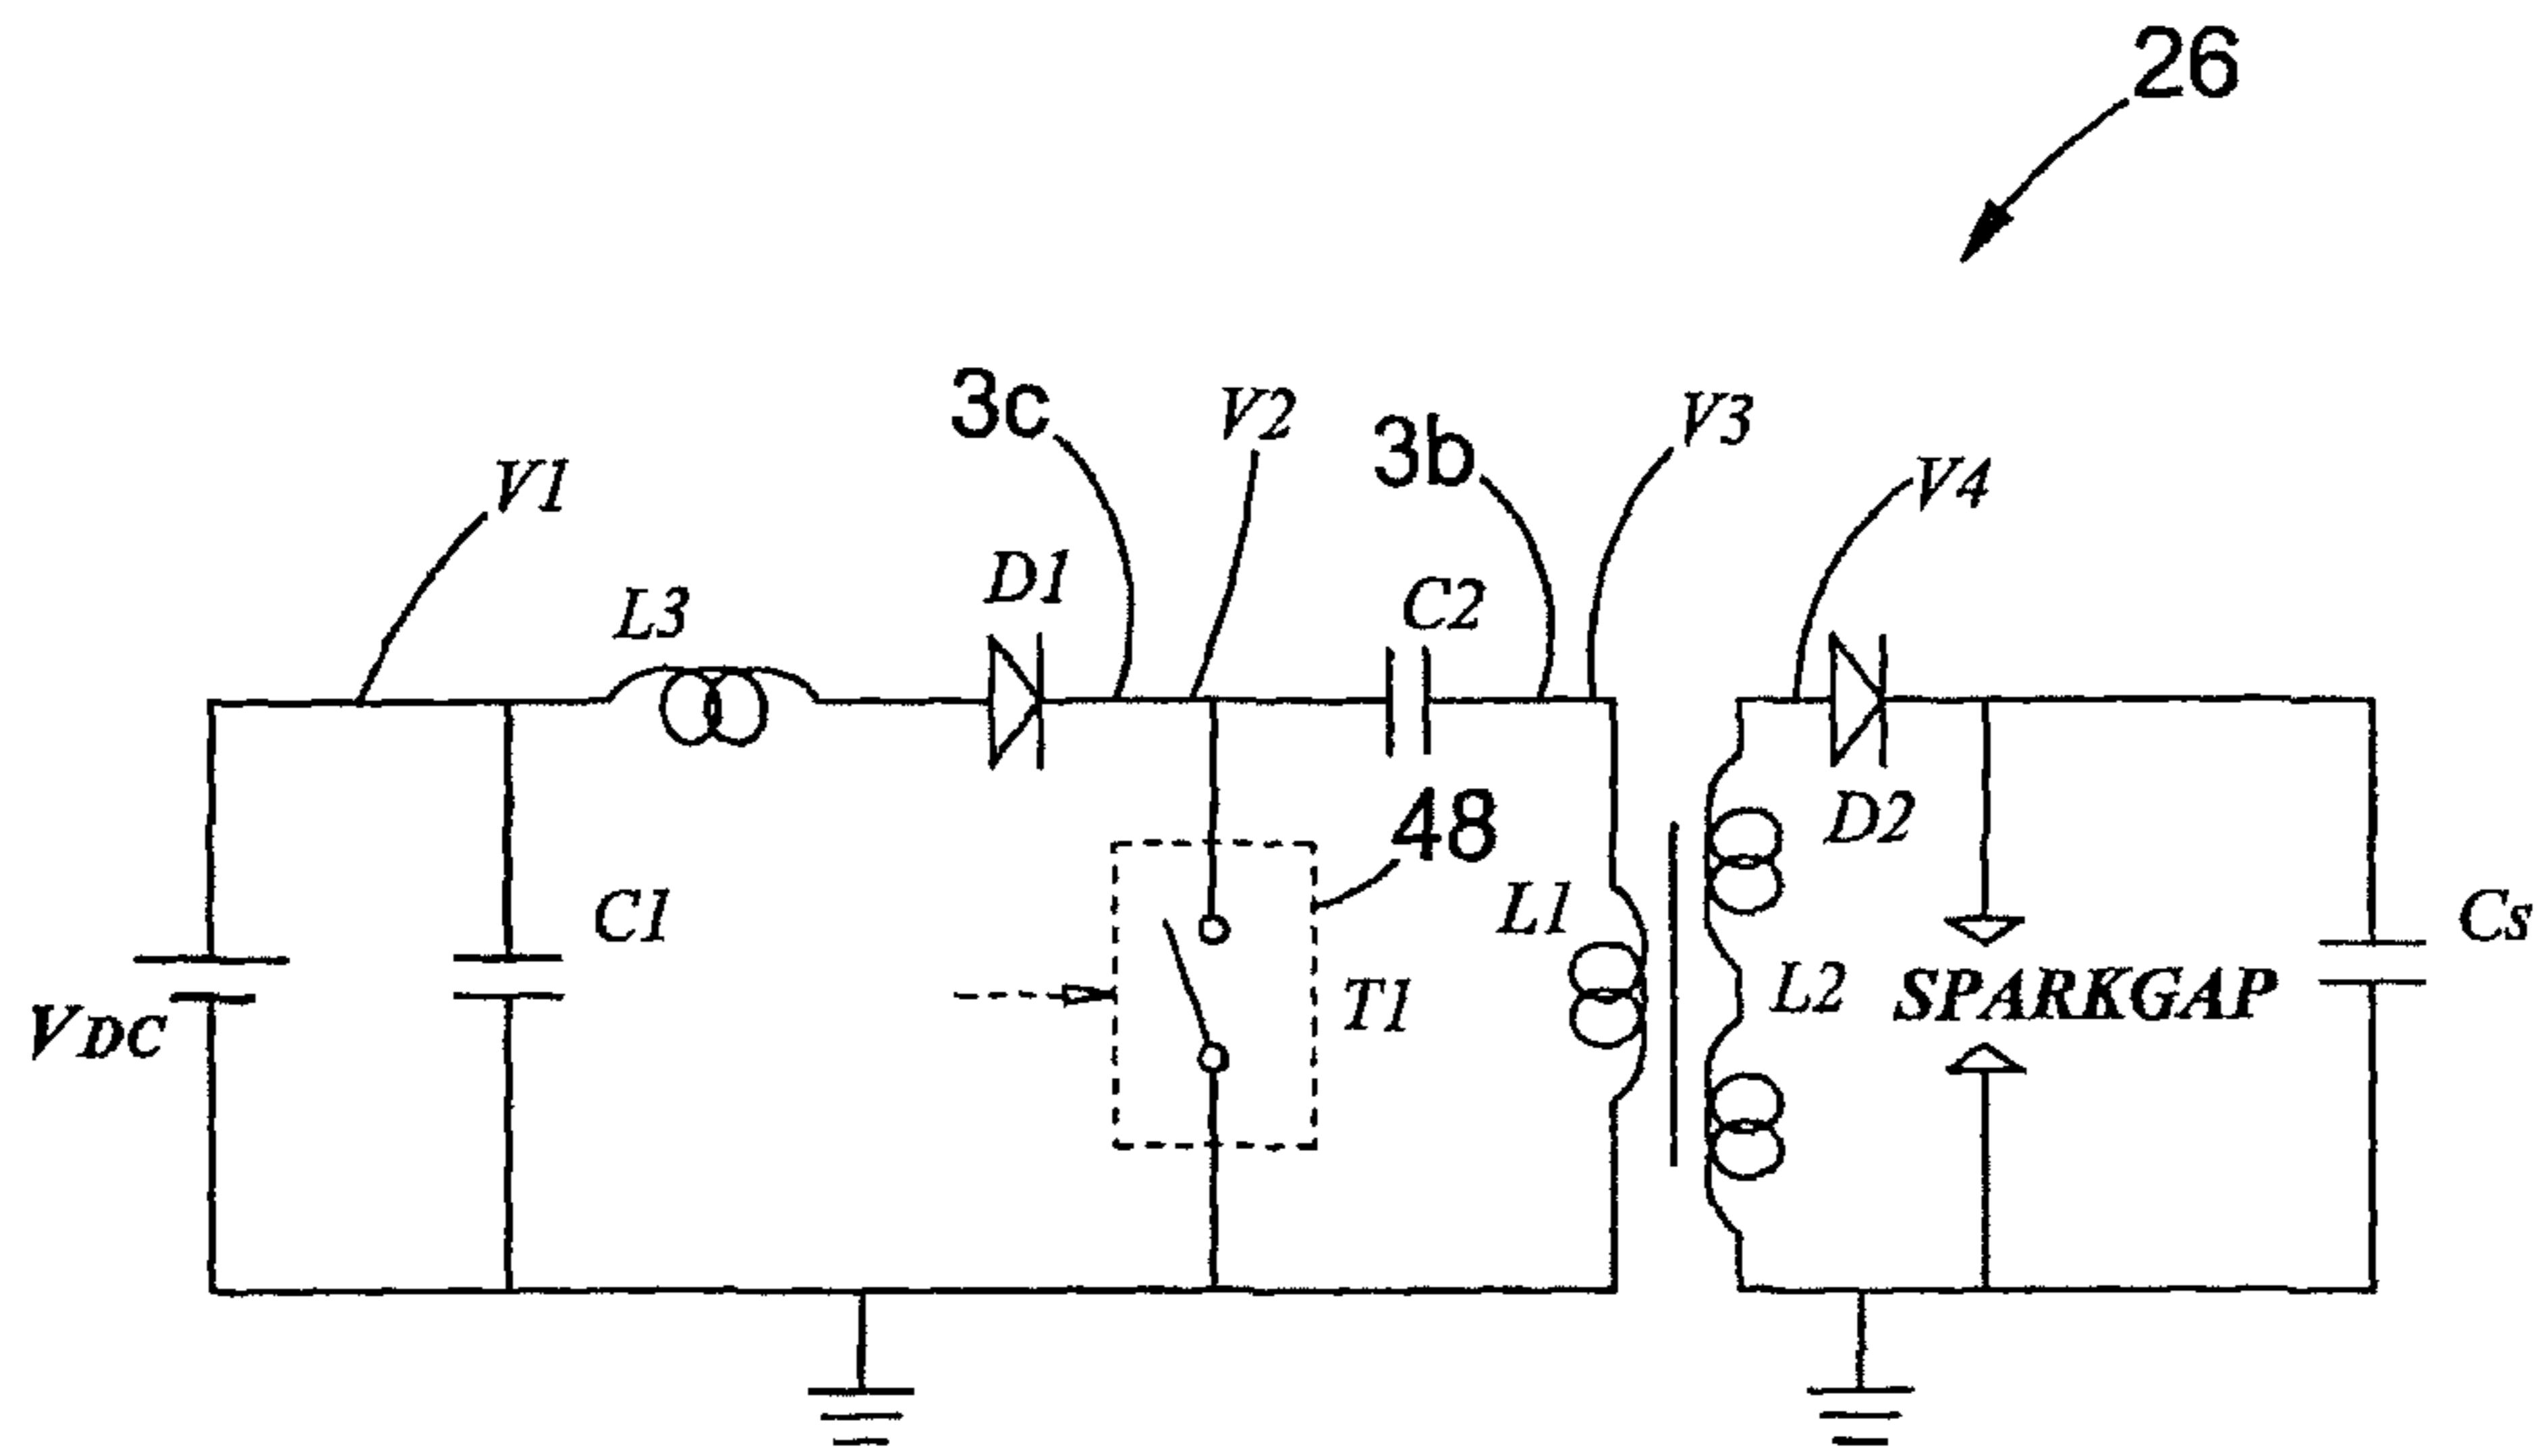 26
3c
V2
3b
V3
V1
V4
L3
D1
C2
48
D2
C1
L1
Cs
VDC
T1
L2
SPARKGAP